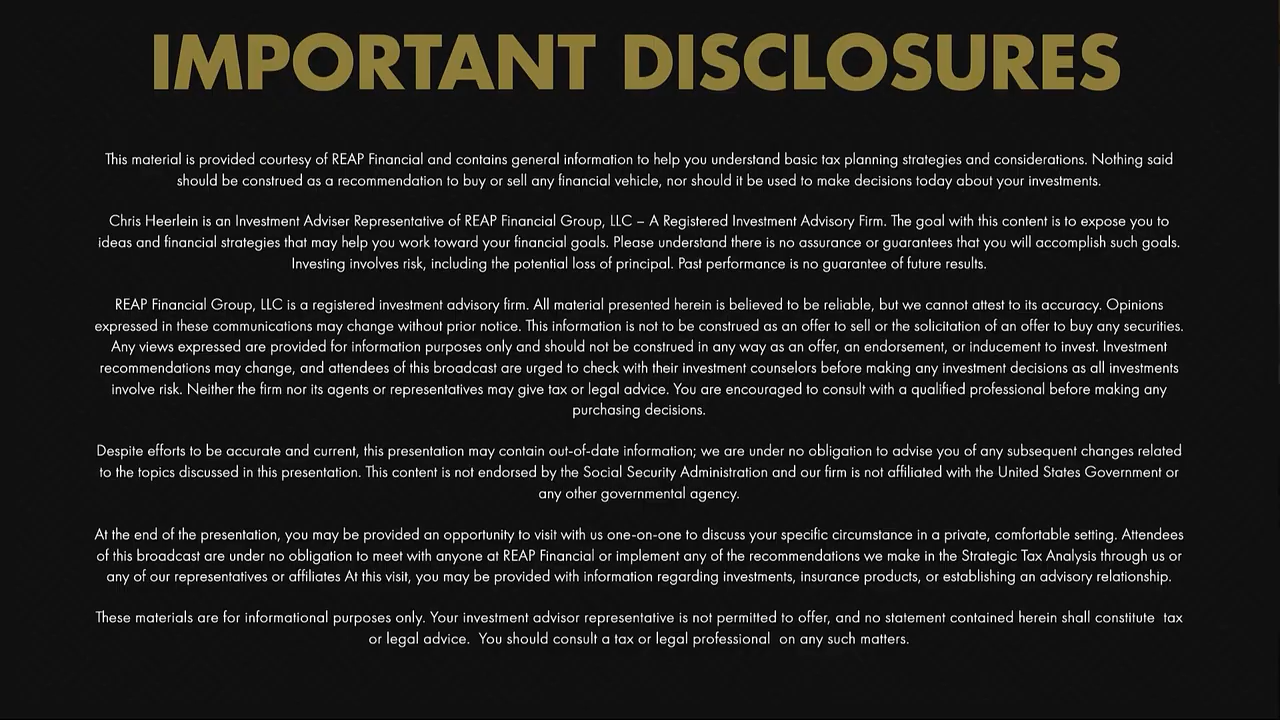 IMPORTANT DISCLOSURES
This material is provided courtesy of REAP Financial and contains general information to help you understand basic tax planning strategies and considerations. Nothing said
should be construed as a recommendation to buy or sell any financial vehicle, nor should it be used to make decisions today about your investments.
Chris Heerlein is an Investment Adviser Representative of REAP Financial Group, LLC – A Registered Investment Advisory Firm. The goal with this content is to expose you to
ideas and financial strategies that may help you work toward your financial goals. Please understand there is no assurance or guarantees that you will accomplish such goals.
Investing involves risk, including the potential loss of principal. Past performance is no guarantee of future results.
REAP Financial Group, LLC is a registered investment advisory firm. All material presented herein is believed to be reliable, but we cannot attest to its accuracy. Opinions
expressed in these communications may change without prior notice. This information is not to be construed as an offer to sell or the solicitation of an offer to buy any securities.
Any views expressed are provided for information purposes only and should not be construed in any way as an offer, an endorsement, or inducement to invest. Investment
recommendations may change, and attendees of this broadcast are urged to check with their investment counselors before making any investment decisions as all investments
involve risk. Neither the firm nor its agents or representatives may give tax or legal advice. You are encouraged to consult with a qualified professional before making any
purchasing decisions.
Despite efforts to be accurate and current, this presentation may contain out-of-date information; we are under no obligation to advise you of any subsequent changes related
to the topics discussed in this presentation. This content is not endorsed by the Social Security Administration and our firm is not affiliated with the United States Government or
any other governmental agency.
At the end of the presentation, you may be provided an opportunity to visit with us one-on-one to discuss your specific circumstance in a private, comfortable setting. Attendees
of this broadcast are under no obligation to meet with anyone at REAP Financial or implement any of the recommendations we make in the Strategic Tax Analysis through us or
any of our representatives or affiliates At this visit, you may be provided with information regarding investments, insurance products, or establishing an advisory relationship.
These materials are for informational purposes only. Your investment advisor representative is not permitted to offer, and no statement contained herein shall constitute  tax
or legal advice.  You should consult a tax or legal professional  on any such matters.